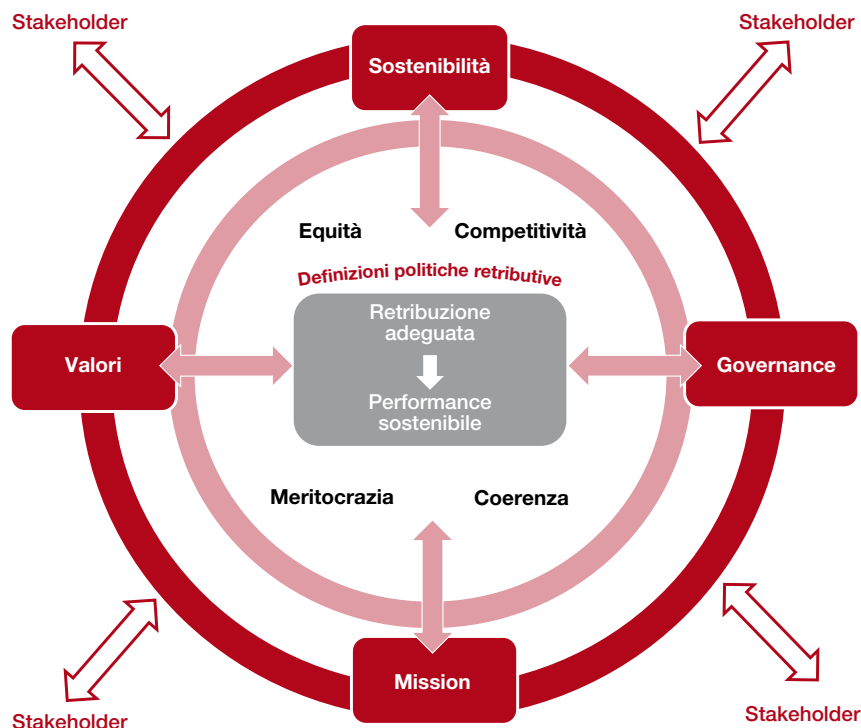 Stakeholder
Stakeholder
Sostenibilità
Equità
Competitività
Definizioni politiche retributive
Retribuzione
adeguata
Valori
Governance
Performance
sostenibile
Meritocrazia
Coerenza
Mission
Stakeholder
Stakeholder